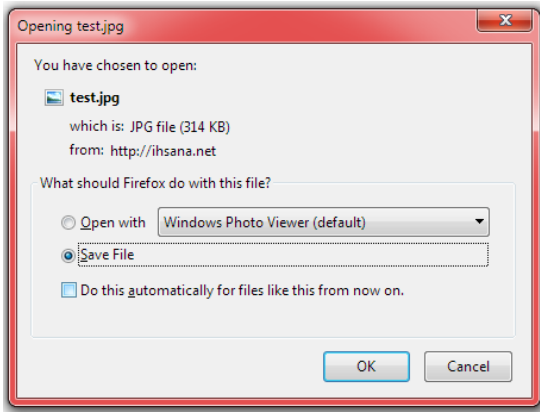 Opening test.jpg
You have chosen to open:
test.jpg
which is: JPG file (314 KB)
from: http://ihsana.net
What should Firefox do with this file?
Open with Windows Photo Viewer (default)
Save File
Do this automatically for files like this from now on.
OK Cancel